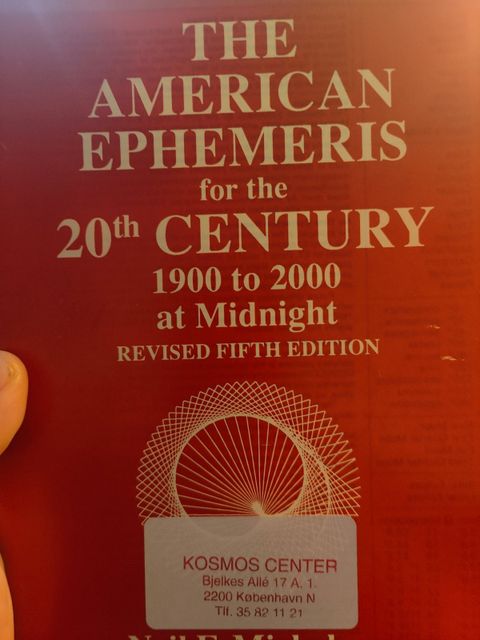 THE
AMERICAN
EPHEMERIS
for the
20th CENTURY
1900 to 2000
at Midnight
REVISED FIFTH EDITION
KOSMOS CENTER
Bjelkes Allé 17 A. 1.
2200 København N
Tlf. 35 82 11 21